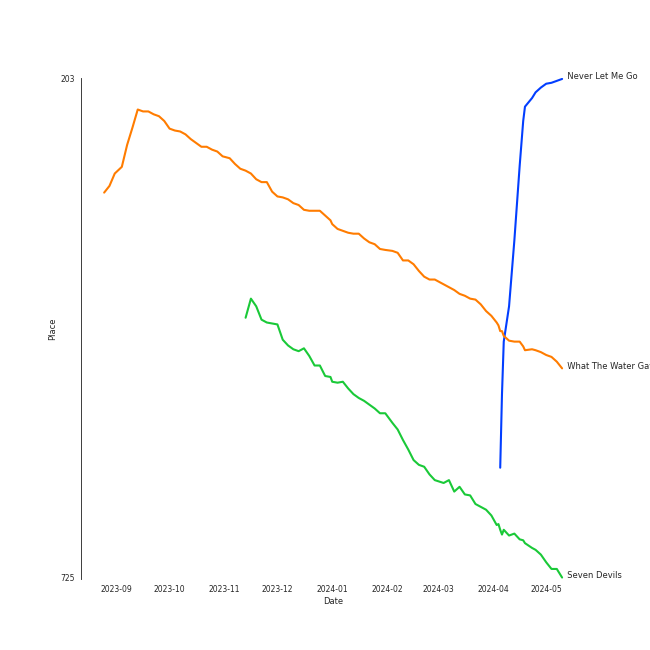 203
Never Let Me Go
Place
What The Water Ga
725
Seven Devils
2023-09 2023-10 2023-11 2023-12 2024-01 2024-02 2024-03 2024-04 2024-05
Date